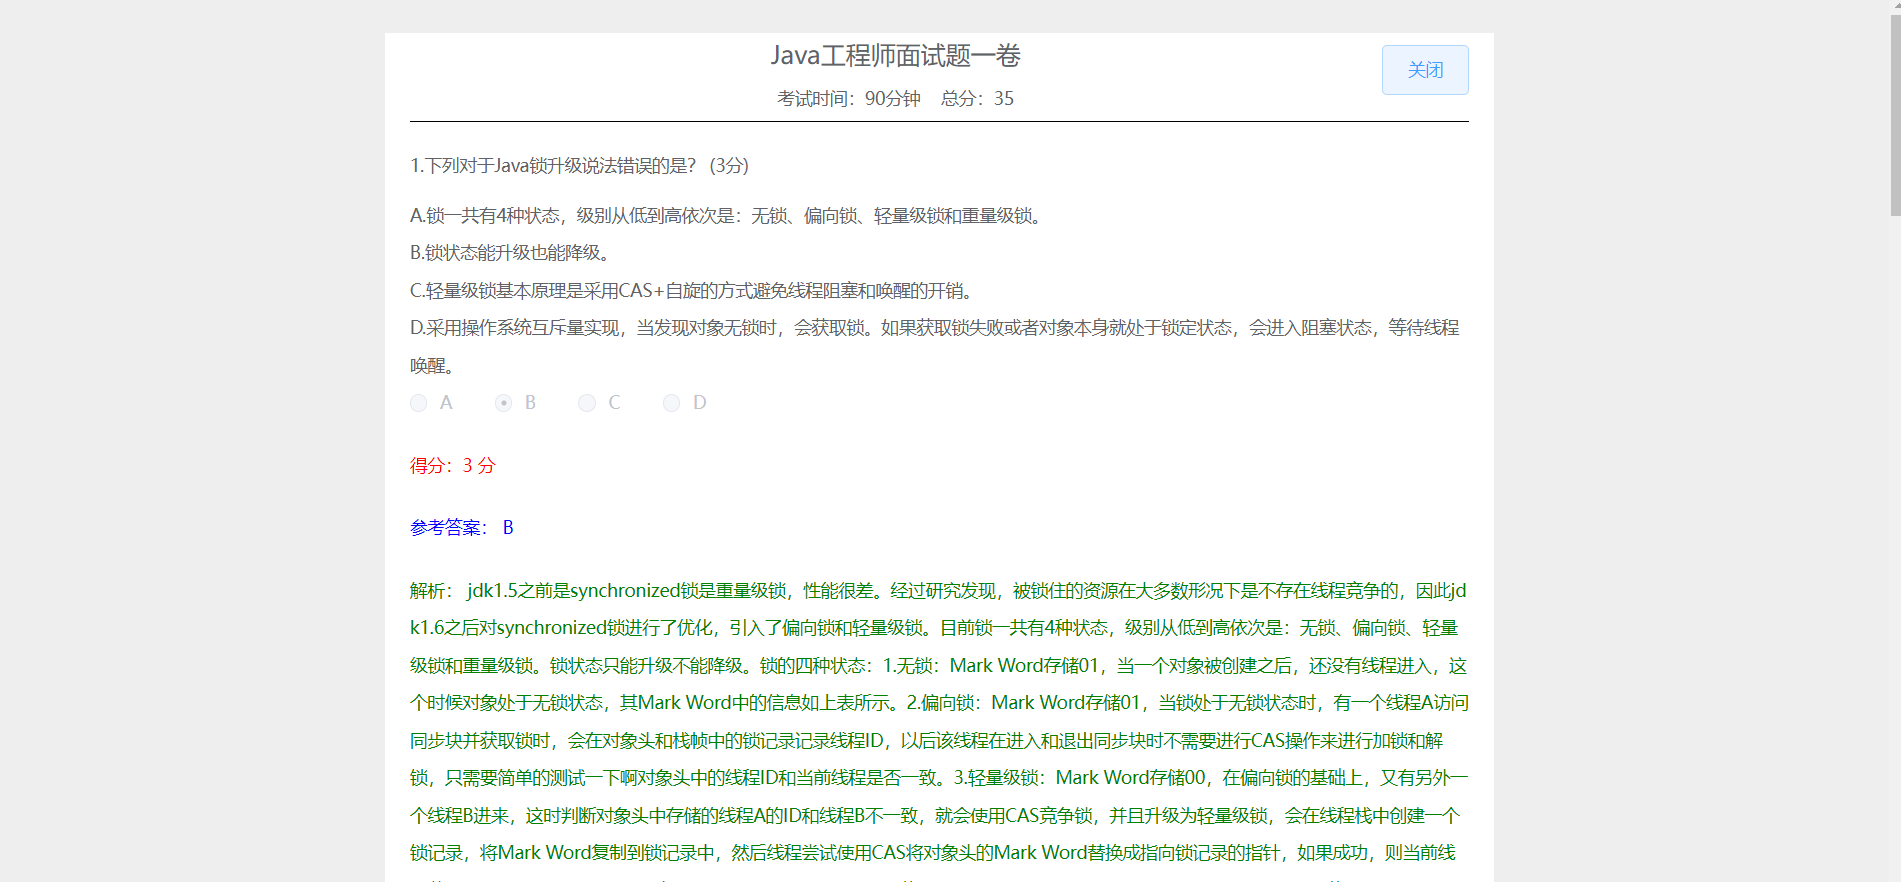 Java工程师面试题一卷
关闭
考试时间：90分钟 总分：35
1.下列对于Java锁升级说法错误的是？ (3分)
A.锁一共有4种状态，级别从低到高依次是：无锁、偏向锁、轻量级锁和重量级锁。
B.锁状态能升级也能降级。
C.轻量级锁基本原理是采用CAS+自旋的方式避免线程阻塞和唤醒的开销。
D.采用操作系统互斥量实现，当发现对象无锁时，会获取锁。如果获取锁失败或者对象本身就处于锁定状态，会进入阻塞状态，等待线程
唤醒。
A B C D
得分：3 分
参考答案： B
解析： jdk1.5之前是synchronized锁是重量级锁，性能很差。经过研究发现，被锁住的资源在大多数形况下是不存在线程竞争的，因此jd
k1.6之后对synchronized锁进行了优化，引入了偏向锁和轻量级锁。目前锁一共有4种状态，级别从低到高依次是：无锁、偏向锁、轻量
级锁和重量级锁。锁状态只能升级不能降级。锁的四种状态：1.无锁：Mark Word存储01，当一个对象被创建之后，还没有线程进入，这
个时候对象处于无锁状态，其Mark Word中的信息如上表所示。2.偏向锁：Mark Word存储01，当锁处于无锁状态时，有一个线程A访问
同步块并获取锁时，会在对象头和栈帧中的锁记录记录线程ID，以后该线程在进入和退出同步块时不需要进行CAS操作来进行加锁和解
锁，只需要简单的测试一下啊对象头中的线程ID和当前线程是否一致。3.轻量级锁：Mark Word存储00，在偏向锁的基础上，又有另外一
个线程B进来，这时判断对象头中存储的线程A的ID和线程B不一致，就会使用CAS竞争锁，并且升级为轻量级锁，会在线程栈中创建一个
锁记录，将Mark Word复制到锁记录中，然后线程尝试使用CAS将对象头的Mark Word替换成指向锁记录的指针，如果成功，则当前线